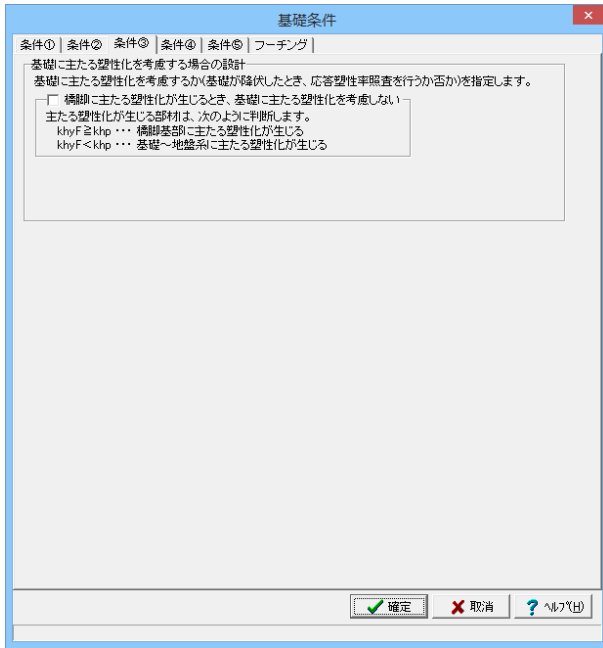 基礎条件
条件① 条件② 条件③ 条件④ 条件⑤ フーチング
基礎に主たる塑性化を考慮する場合の設計
基礎に主たる塑性化を考慮するか(基礎が降伏したとき、応答塑性率照査を行うか否か)を指定します。
橋脚に主たる塑性化が生じるとき、基礎に主たる塑性化を考慮しない
主たる塑性化が生じる部材は、次のように判断します。
khyF≧khp ・・・ 橋脚基部に主たる塑性化が生じる
khyF<khp ・・・ 基礎~地盤系に主たる塑性化が生じる
確定 取消 ヘルプ(H)